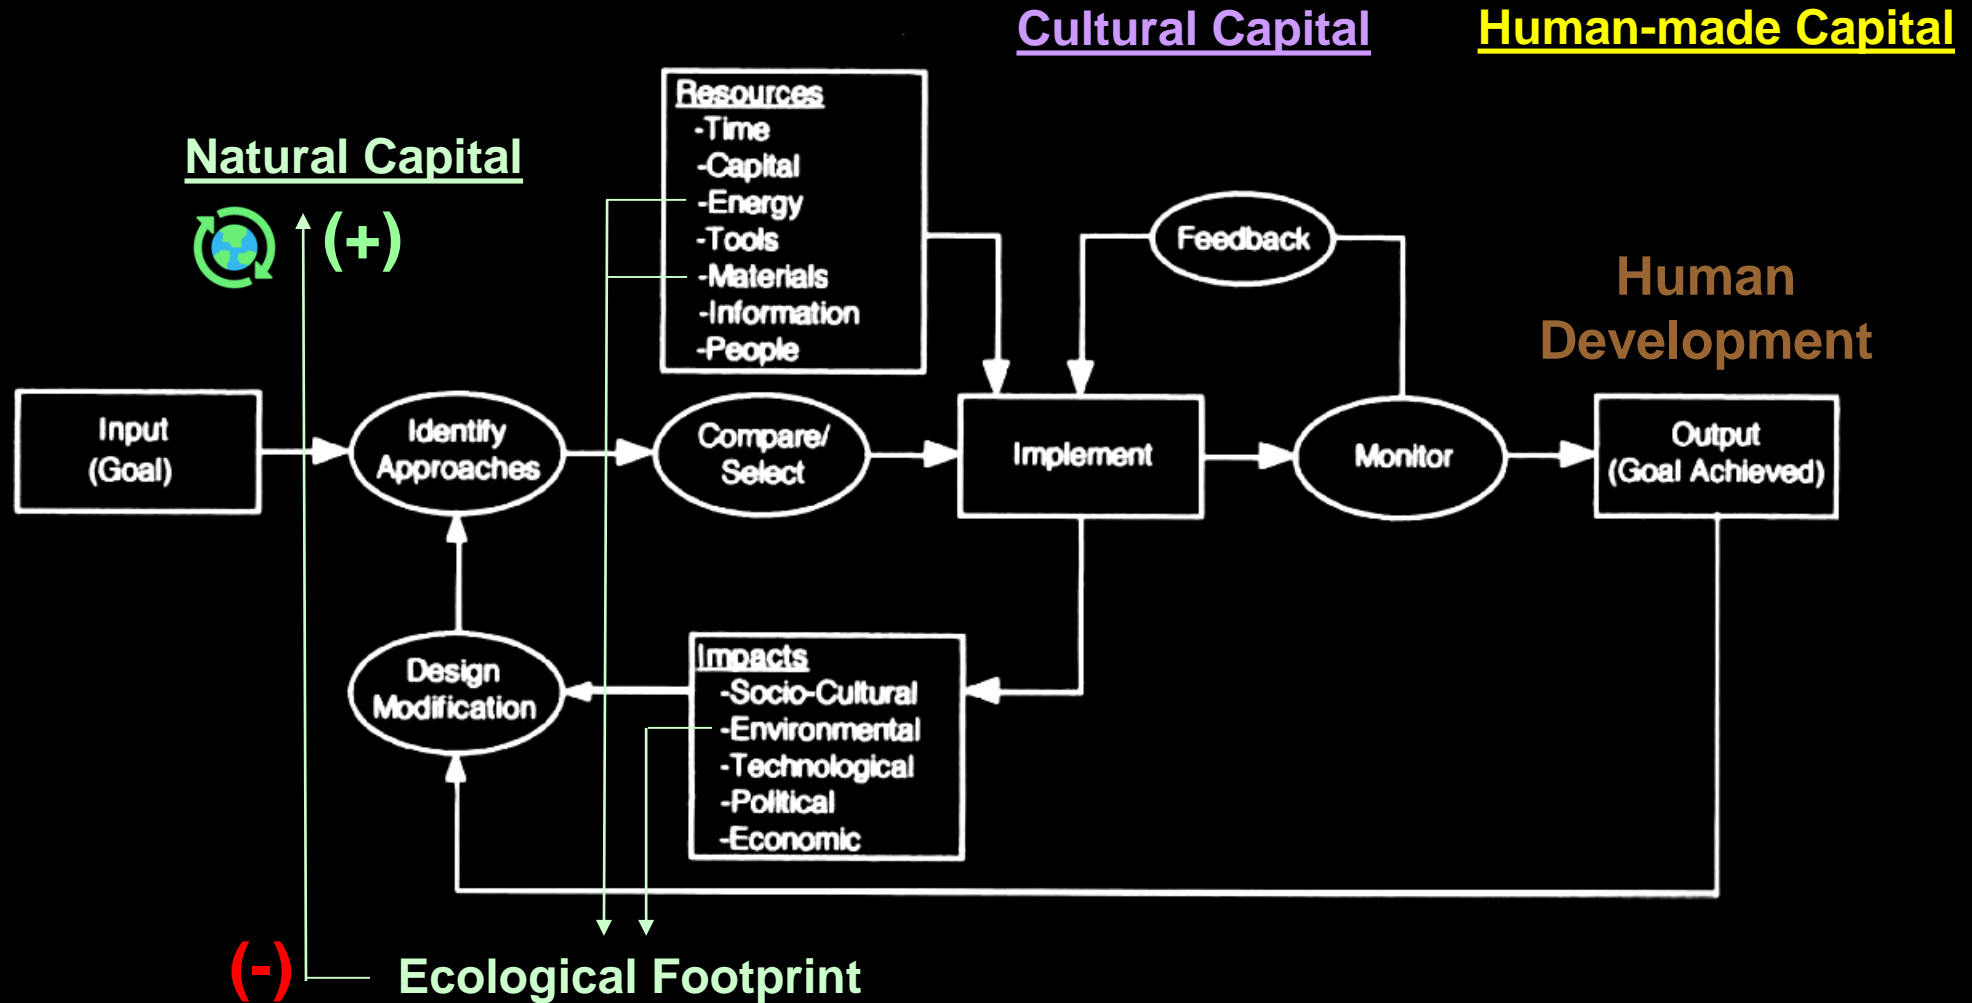 Cultural Capital
Human-made Capital
Resources
-Time
-Capital
-Energy
-Tools
-Materials
-Information
-People
Natural Capital
(+)
Feedback
Human
Development
Input
(Goal)
Identify
Approaches
Compare/
Select
Implement
Monitor
Output
(Goal Achieved)
Design
Modification
Impacts
-Socio-Cultural
-Environmental
-Technological
-Political
-Economic
(-)
Ecological Footprint